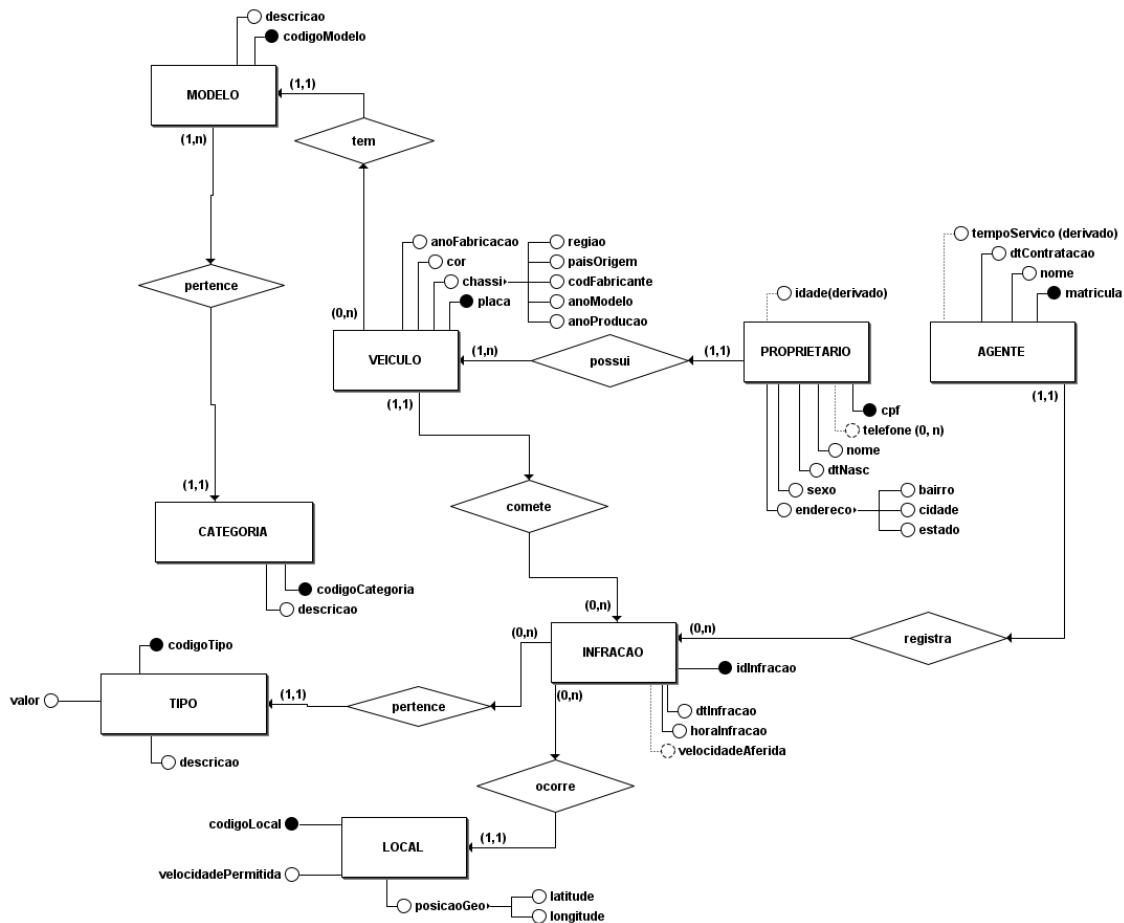 descricao
codigoModelo
MODELO
(1,1)
(1,n)
tem
pertence
(0,n)
anoFabricacao
cor
chassi
placa
regiao
paisOrigem
codFabricante
anoModelo
anoProducao
VEICULO
(1,n)
possui
(1,1)
(1,1)
idade(derivado)
PROPRIETARIO
cpf
telefone (0, n)
nome
dtNasc
sexo
endereco
bairro
cidade
estado
tempoServico (derivado)
dtContratacao
nome
matricula
AGENTE
(1,1)
(1,1)
CATEGORIA
codigoCategoria
descricao
comete
(0,n)
(0,n)
INFRACAO
(0,n)
registra
(0,n)
idInfracao
dtInfracao
horaInfracao
velocidadeAferida
codigoTipo
valor
TIPO
(1,1)
pertence
descricao
ocorre
codigoLocal
LOCAL
(1,1)
velocidadePermitida
posicaoGeo
latitude
longitude